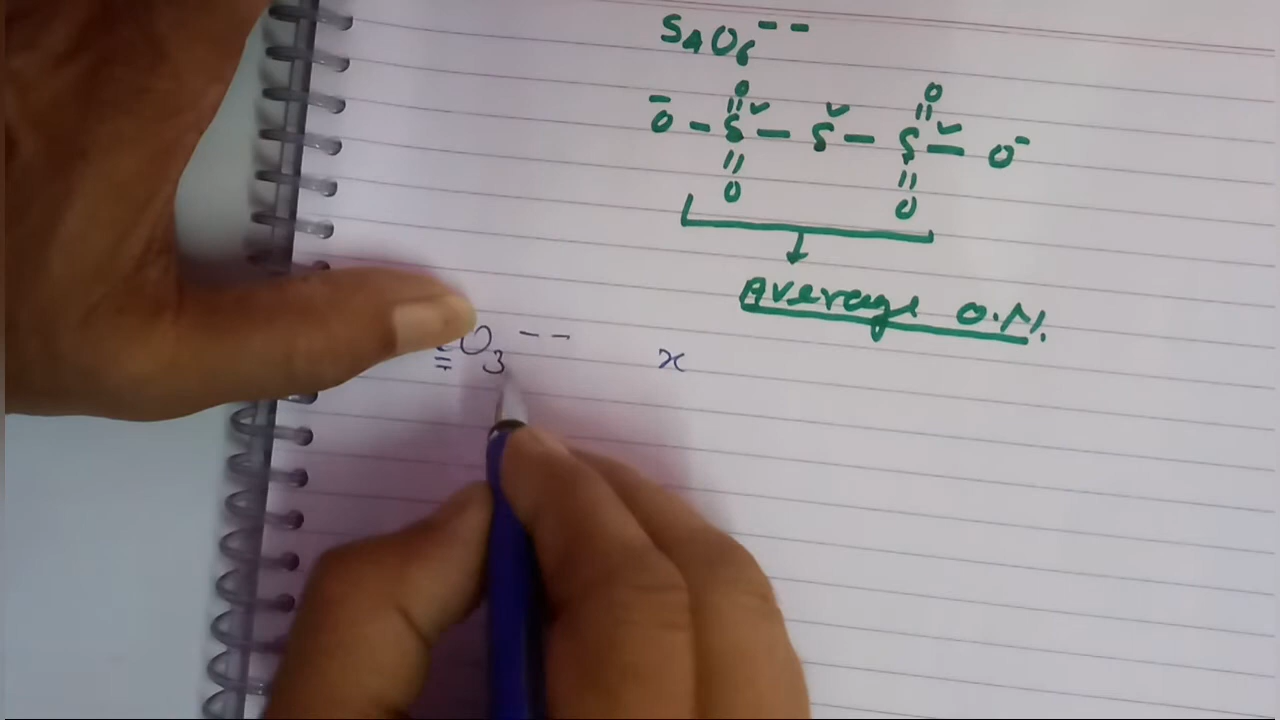 S4O6--
O
-O - S - S - S - O-
O O
Average O.N.
O3-- x